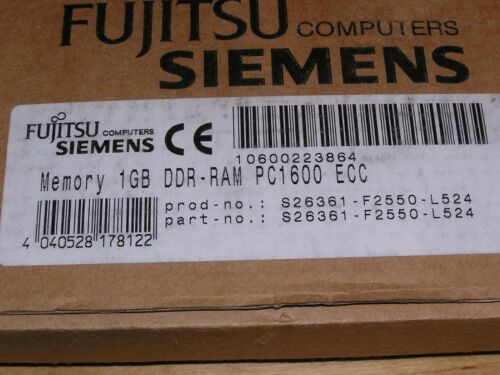 FUJITSU COMPUTERS
SIEMENS
FUJITSU COMPUTERS
SIEMENS
CE
10600223864
Memory 1GB DDR-RAM PC1600 ECC
prod-no.: S26361-F2550-L524
part-no.: S26361-F2550-L524
4 040528 178122